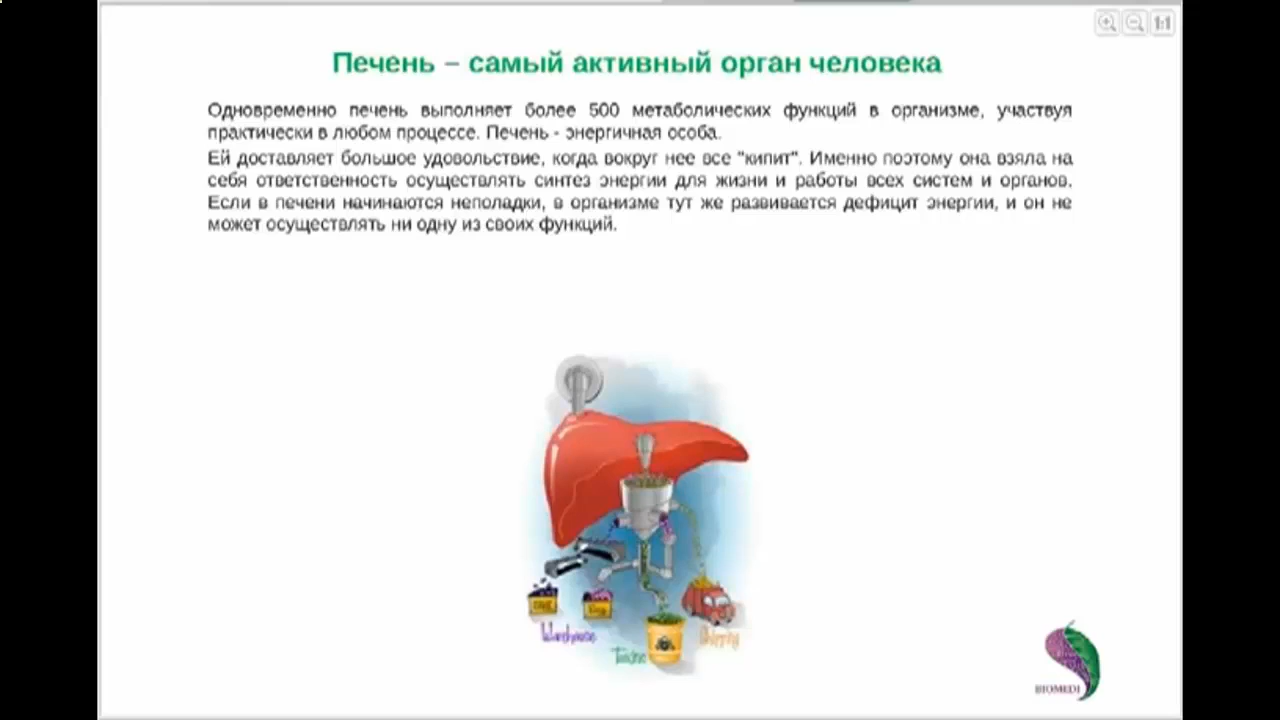 Печень – самый активный орган человека
Одновременно печень выполняет более 500 метаболических функций в организме, участвуя
практически в любом процессе. Печень - энергичная особа.
Ей доставляет большое удовольствие, когда вокруг нее все "кипит". Именно поэтому она взяла на
себя ответственность осуществлять синтез энергии для жизни и работы всех систем и органов.
Если в печени начинаются неполадки, в организме тут же развивается дефицит энергии, и он не
может осуществлять ни одну из своих функций.
Warehouse
BIOMEDI
1:1